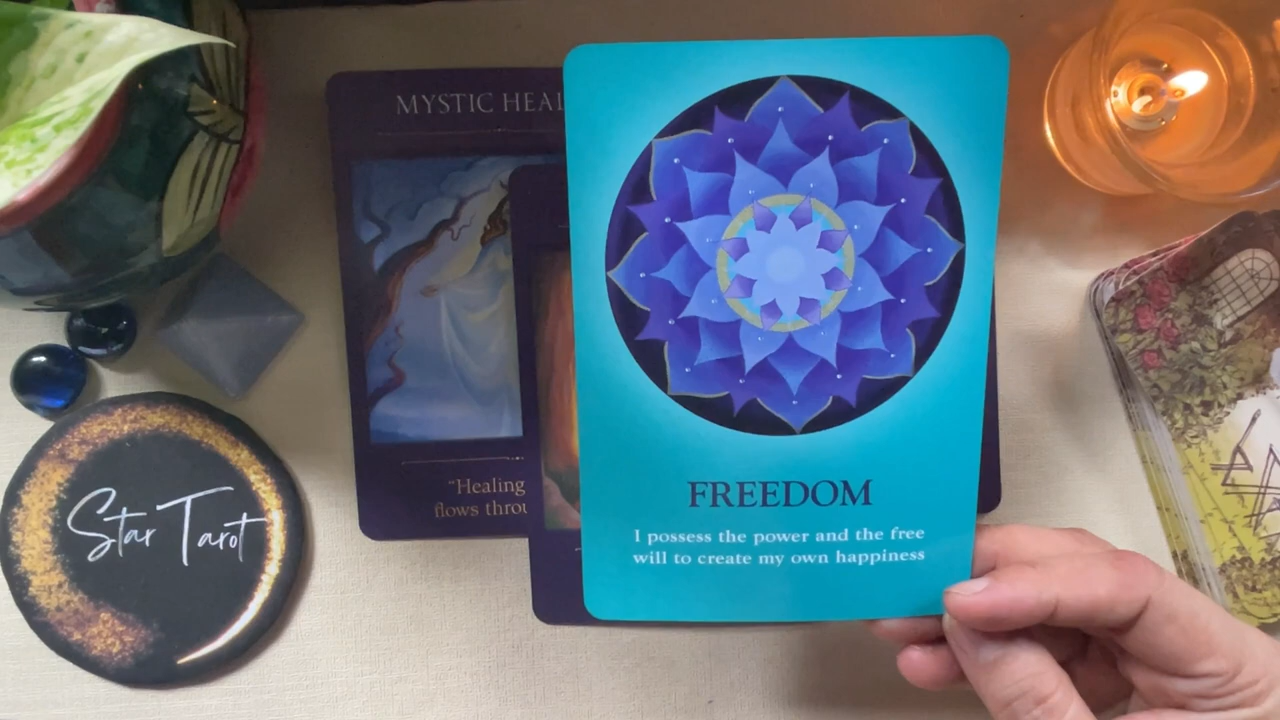 MYSTIC HEAL
"Healing
flows throu
FREEDOM
I possess the power and the free
will to create my own happiness
Star Tarot